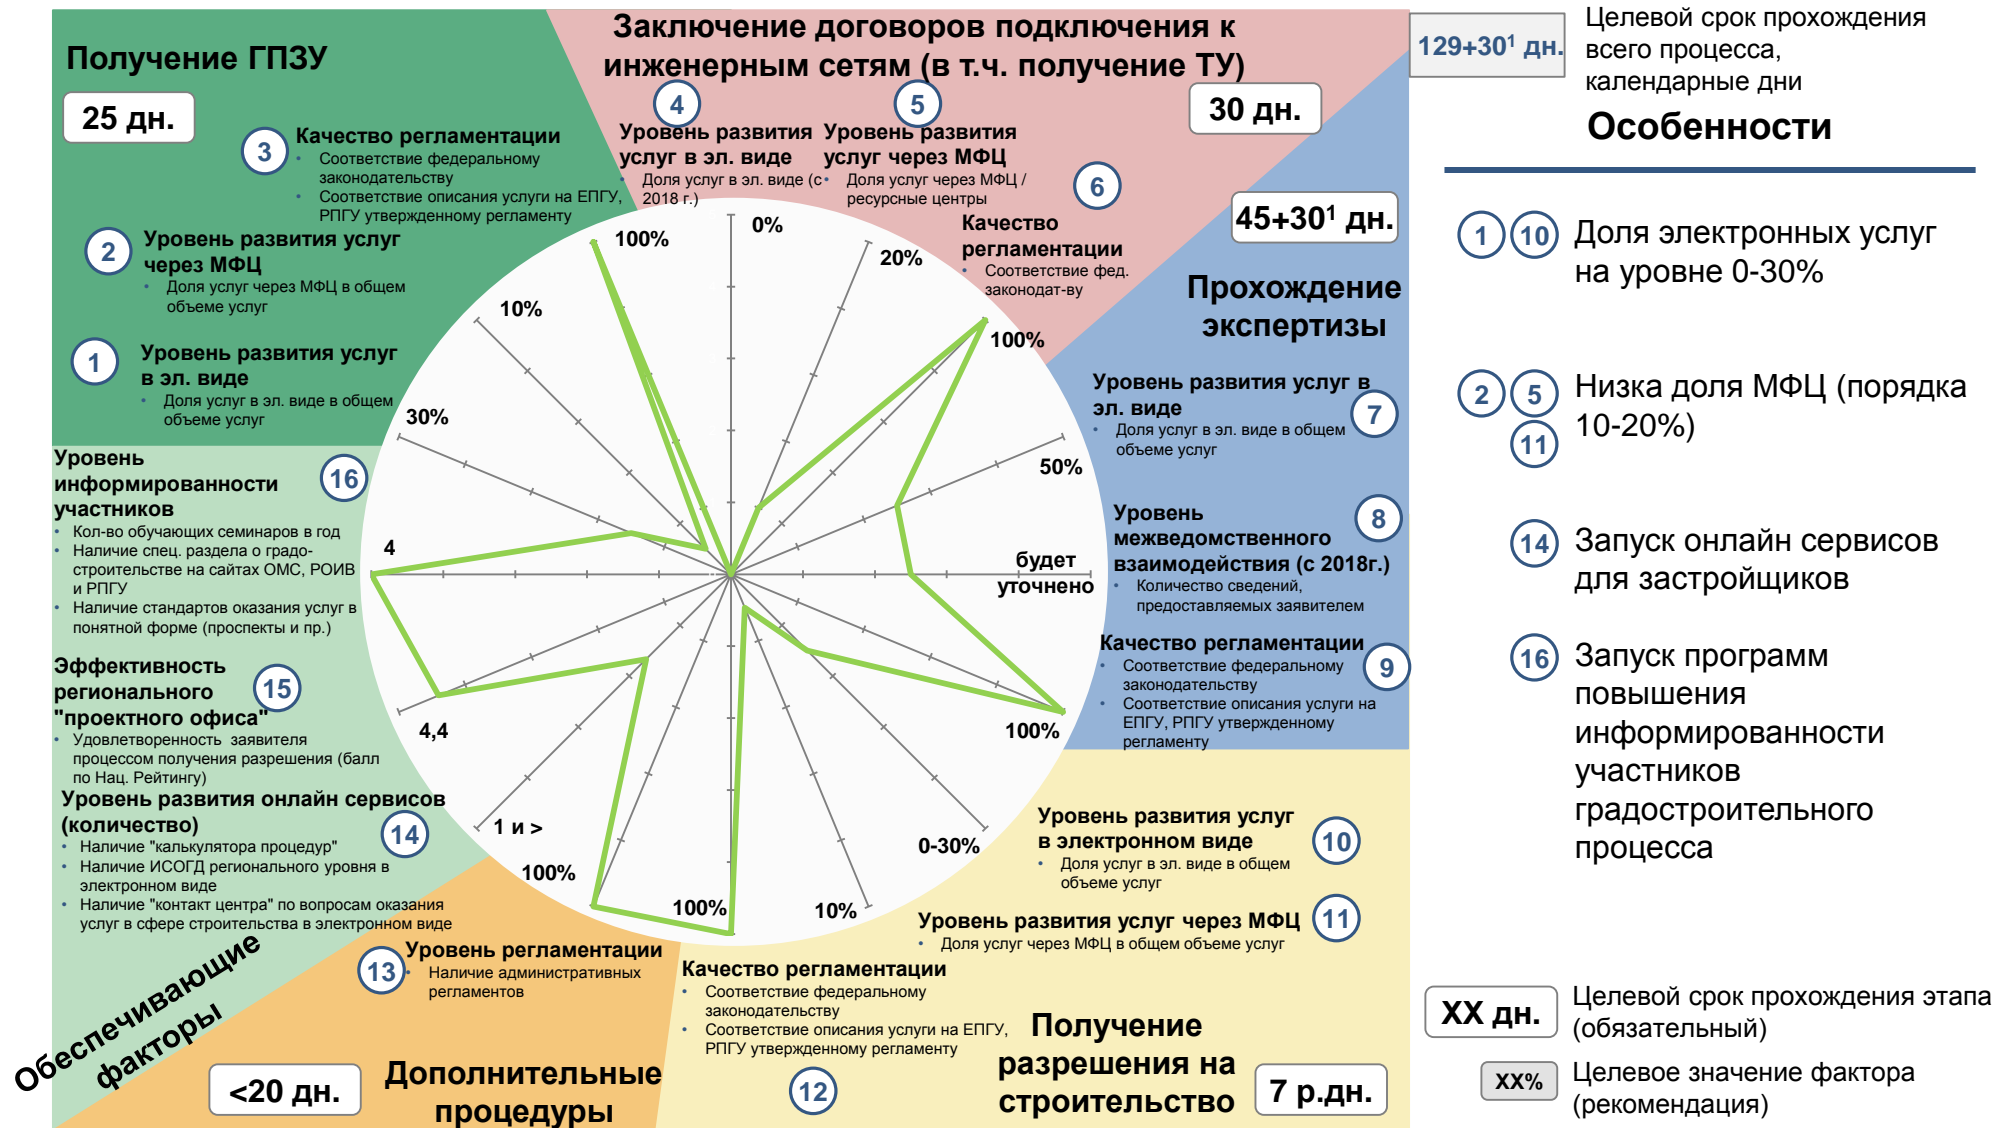 Получение ГПЗУ
25 дн.
3
Качество регламентации
• Соответствие федеральному
законодательству
• Соответствие описания услуги на ЕПГУ,
РПГУ утвержденному регламенту
2
Уровень развития услуг
через МФЦ
• Доля услуг через МФЦ в общем
объеме услуг
1
Уровень развития услуг
в эл. виде
• Доля услуг в эл. виде в общем
объеме услуг
Заключение договоров подключения к
инженерным сетям (в т.ч. получение ТУ)
30 дн.
4
Уровень развития
услуг в эл. виде
• Доля услуг в эл. виде (с
2018 г.)
5
Уровень развития
услуг через МФЦ
• Доля услуг через МФЦ /
ресурсные центры
6
Качество
регламентации
• Соответствие фед.
законодат-ву
45+30¹ дн.
Прохождение
экспертизы
Уровень развития услуг в
эл. виде
7
• Доля услуг в эл. виде в общем
объеме услуг
Уровень
межведомственного
взаимодействия (с 2018г.)
8
• Количество сведений,
предоставляемых заявителем
Качество регламентации
9
• Соответствие федеральному
законодательству
• Соответствие описания услуги на
ЕПГУ, РПГУ утвержденному
регламенту
0%
20%
100%
50%
будет
уточнено
100%
0-30%
10%
100%
100%
1 и >
4,4
4
30%
10%
100%
Уровень развития услуг
в электронном виде
10
• Доля услуг в эл. виде в общем
объеме услуг
Уровень развития услуг через МФЦ
11
• Доля услуг через МФЦ в общем объеме услуг
Качество регламентации
• Соответствие федеральному
законодательству
• Соответствие описания услуги на ЕПГУ,
РПГУ утвержденному регламенту
12
Получение
разрешения на
строительство
7 р.дн.
13
Уровень регламентации
• Наличие административных
регламентов
Дополнительные
процедуры
<20 дн.
Уровень
информированности
участников
16
• Кол-во обучающих семинаров в год
• Наличие спец. раздела о градо-
строительстве на сайтах ОМС, РОИВ
и РПГУ
• Наличие стандартов оказания услуг в
понятной форме (проспекты и пр.)
Эффективность
регионального
"проектного офиса"
15
• Удовлетворенность заявителя
процессом получения разрешения (балл
по Нац. Рейтингу)
Уровень развития онлайн сервисов
(количество)
14
• Наличие "калькулятора процедур"
• Наличие ИСОГД регионального уровня в
электронном виде
• Наличие "контакт центра" по вопросам оказания
услуг в сфере строительства в электронном виде
Обеспечивающие
факторы
129+30¹ дн.
Целевой срок прохождения
всего процесса,
календарные дни
Особенности
1 10
Доля электронных услуг
на уровне 0-30%
2 5
11
Низка доля МФЦ (порядка
10-20%)
14
Запуск онлайн сервисов
для застройщиков
16
Запуск программ
повышения
информированности
участников
градостроительного
процесса
XX дн.
Целевой срок прохождения этапа
(обязательный)
XX%
Целевое значение фактора
(рекомендация)